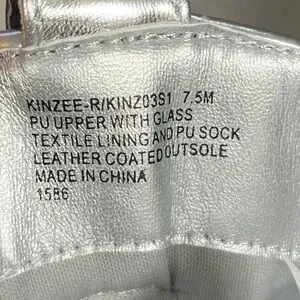 KINZEE-R/KINZ03S1 7.5M
PU UPPER WITH GLASS
TEXTILE LINING AND PU SOCK
LEATHER COATED OUTSOLE
MADE IN CHINA
1586